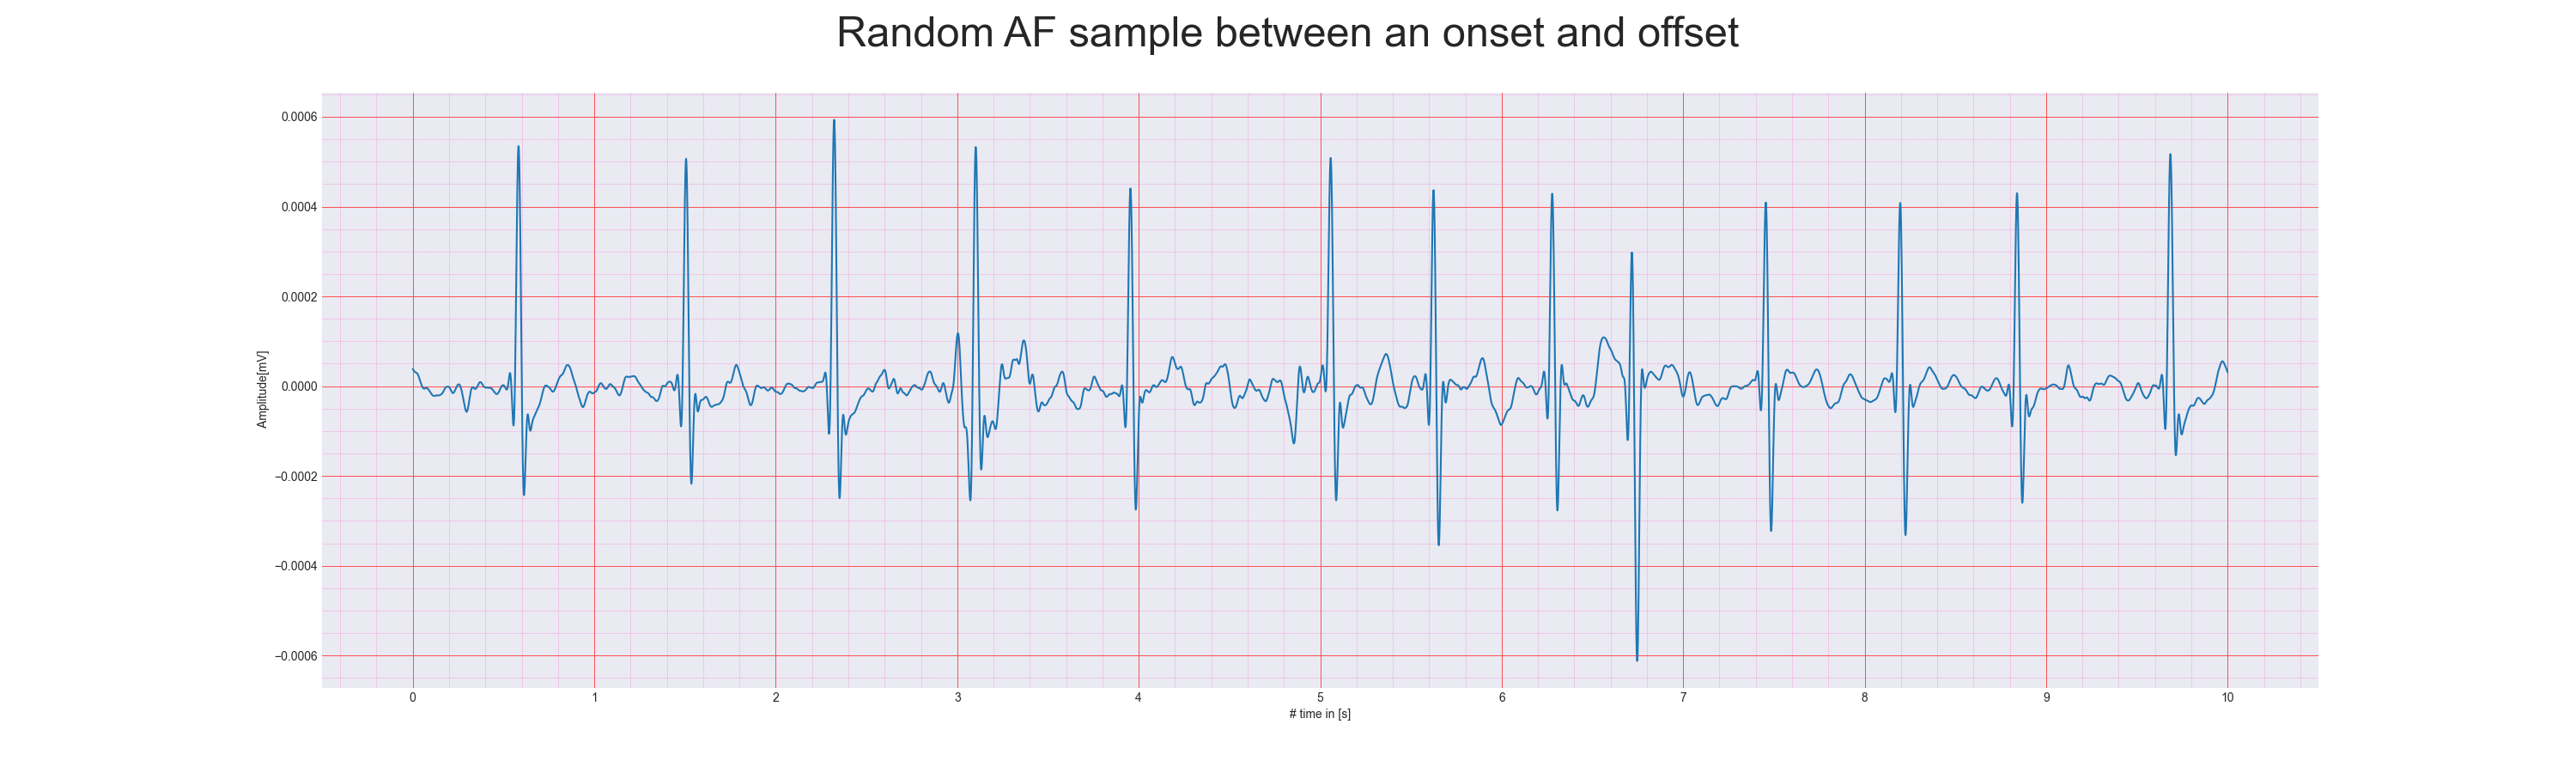 Random AF sample between an onset and offset
0.0006
0.0004
0.0002
0.0000
−0.0002
−0.0004
−0.0006
Amplitude[mV]
0 1 2 3 4 5 6 7 8 9 10
# time in [s]